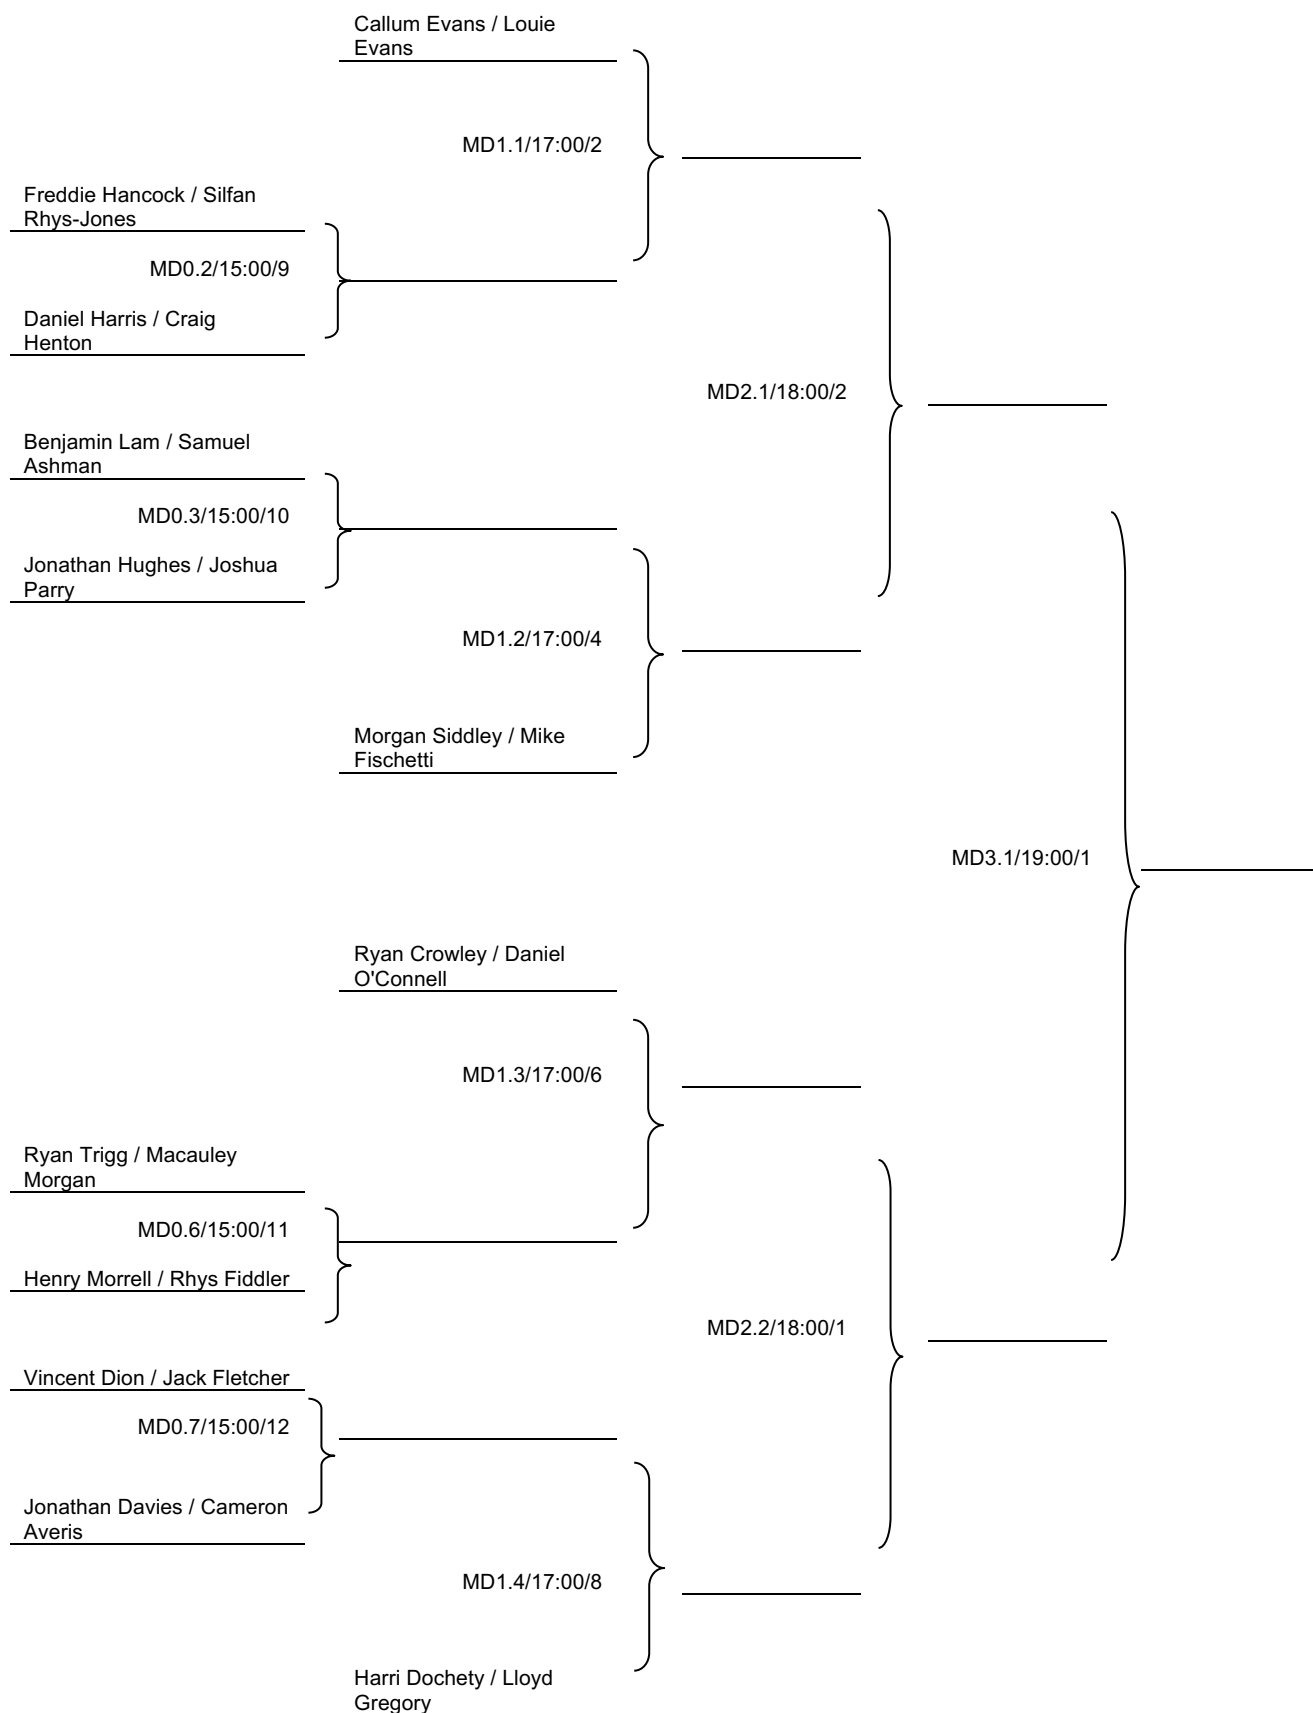 Callum Evans / Louie
Evans
MD1.1/17:00/2
Freddie Hancock / Silfan
Rhys-Jones
MD0.2/15:00/9
Daniel Harris / Craig
Henton
MD2.1/18:00/2
Benjamin Lam / Samuel
Ashman
MD0.3/15:00/10
Jonathan Hughes / Joshua
Parry
MD1.2/17:00/4
Morgan Siddley / Mike
Fischetti
MD3.1/19:00/1
Ryan Crowley / Daniel
O'Connell
MD1.3/17:00/6
Ryan Trigg / Macauley
Morgan
MD0.6/15:00/11
Henry Morrell / Rhys Fiddler
MD2.2/18:00/1
Vincent Dion / Jack Fletcher
MD0.7/15:00/12
Jonathan Davies / Cameron
Averis
MD1.4/17:00/8
Harri Dochety / Lloyd
Gregory